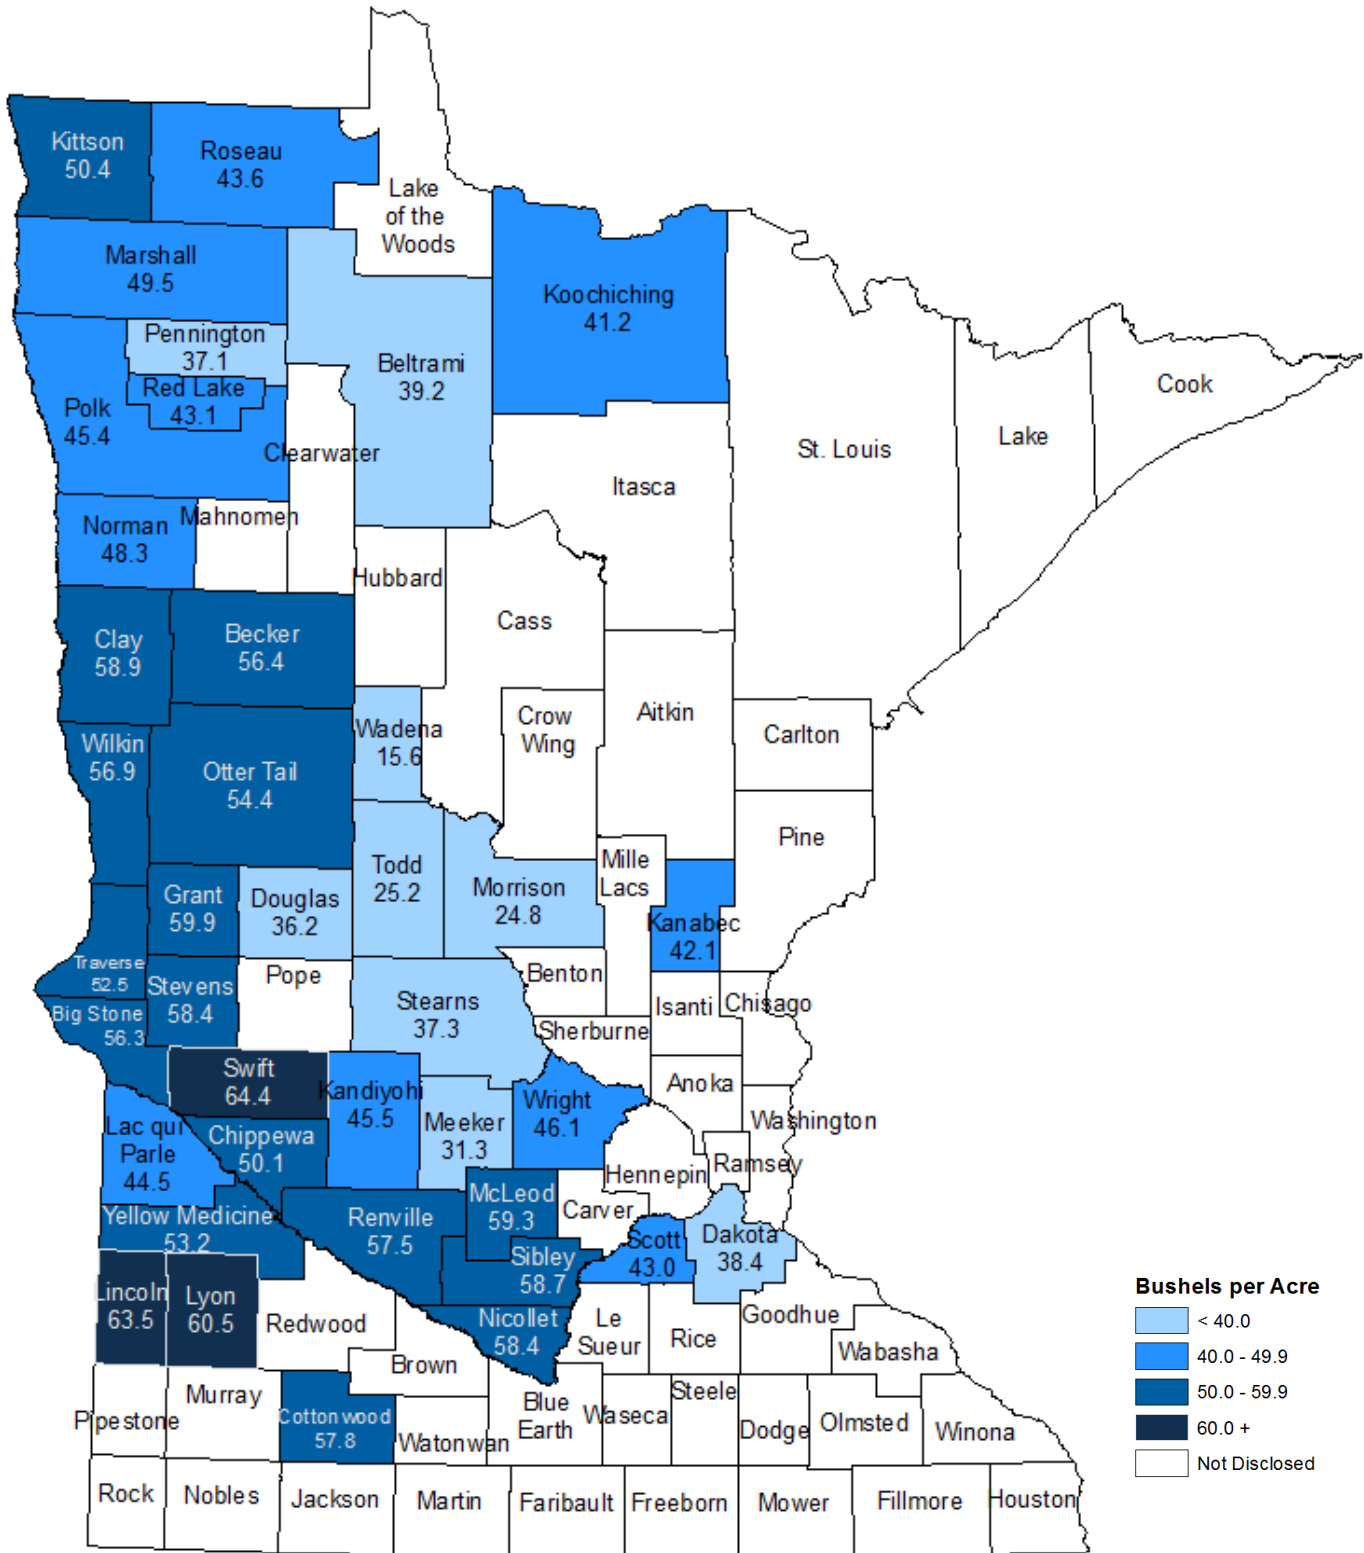 Kittson
50.4
Roseau
43.6
Lake
of the
Woods
Marshall
49.5
Koochiching
41.2
Pennington
37.1
Beltrami
39.2
Red Lake
43.1
Polk
45.4
Clearwater
Cook
Lake
St. Louis
Itasca
Norman
48.3
Mahnomen
Hubbard
Cass
Clay
58.9
Becker
56.4
Wadena
15.6
Crow
Wing
Aitkin
Carlton
Wilkin
56.9
Otter Tail
54.4
Pine
Todd
25.2
Morrison
24.8
Mille
Lacs
Kanabec
42.1
Grant
59.9
Douglas
36.2
Traverse
52.5
Stevens
58.4
Pope
Benton
Isanti
Chisago
Big Stone
56.3
Stearns
37.3
Sherburne
Swift
64.4
Kandiyohi
45.5
Meeker
31.3
Wright
46.1
Anoka
Washington
Lac qui
Parle
44.5
Chippewa
50.1
Hennepin
Ramsey
McLeod
59.3
Carver
Yellow Medicine
53.2
Renville
57.5
Sibley
58.7
Scott
43.0
Dakota
38.4
Lincoln
63.5
Lyon
60.5
Redwood
Nicollet
58.4
Le
Sueur
Rice
Goodhue
Wabasha
Brown
Pipestone
Murray
Cottonwood
57.8
Watonwan
Blue
Earth
Waseca
Steele
Dodge
Olmsted
Winona
Rock
Nobles
Jackson
Martin
Faribault
Freeborn
Mower
Fillmore
Houston
Bushels per Acre
< 40.0
40.0 - 49.9
50.0 - 59.9
60.0 +
Not Disclosed